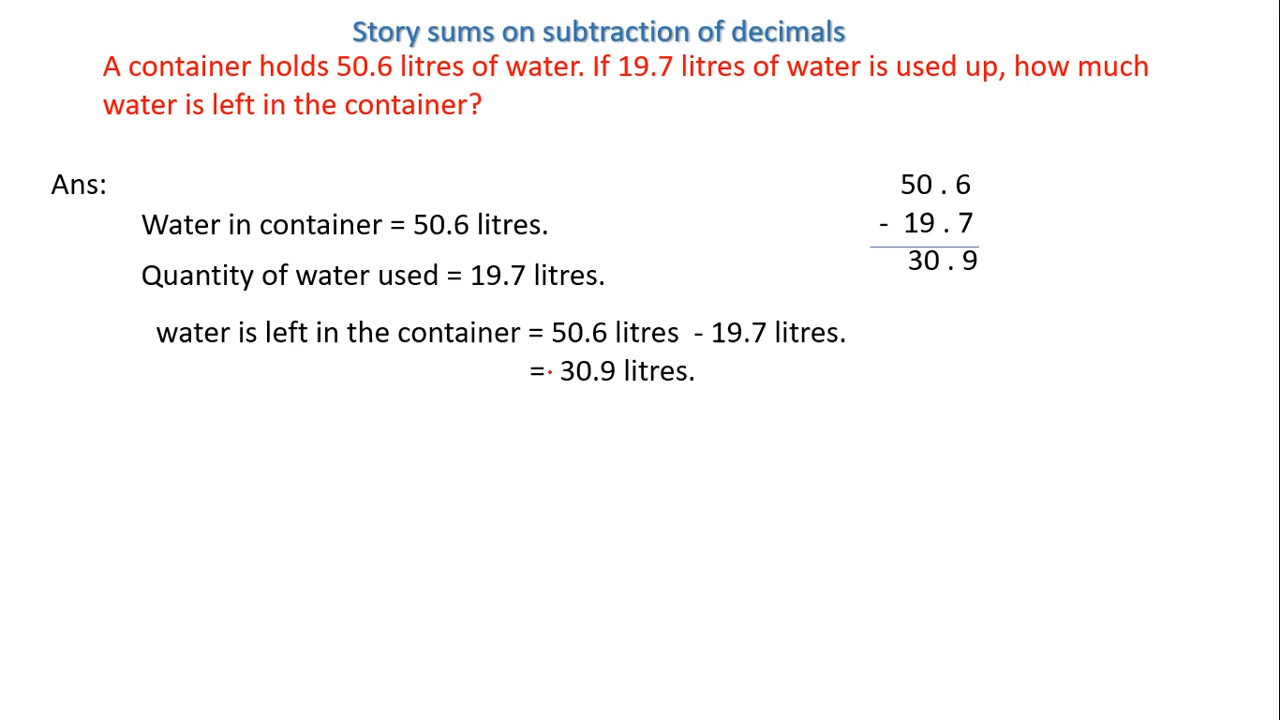 Story sums on subtraction of decimals
A container holds 50.6 litres of water. If 19.7 litres of water is used up, how much
water is left in the container?
Ans:
Water in container = 50.6 litres.
Quantity of water used = 19.7 litres.
water is left in the container = 50.6 litres - 19.7 litres.
= 30.9 litres.
50 . 6
- 19 . 7
30 . 9